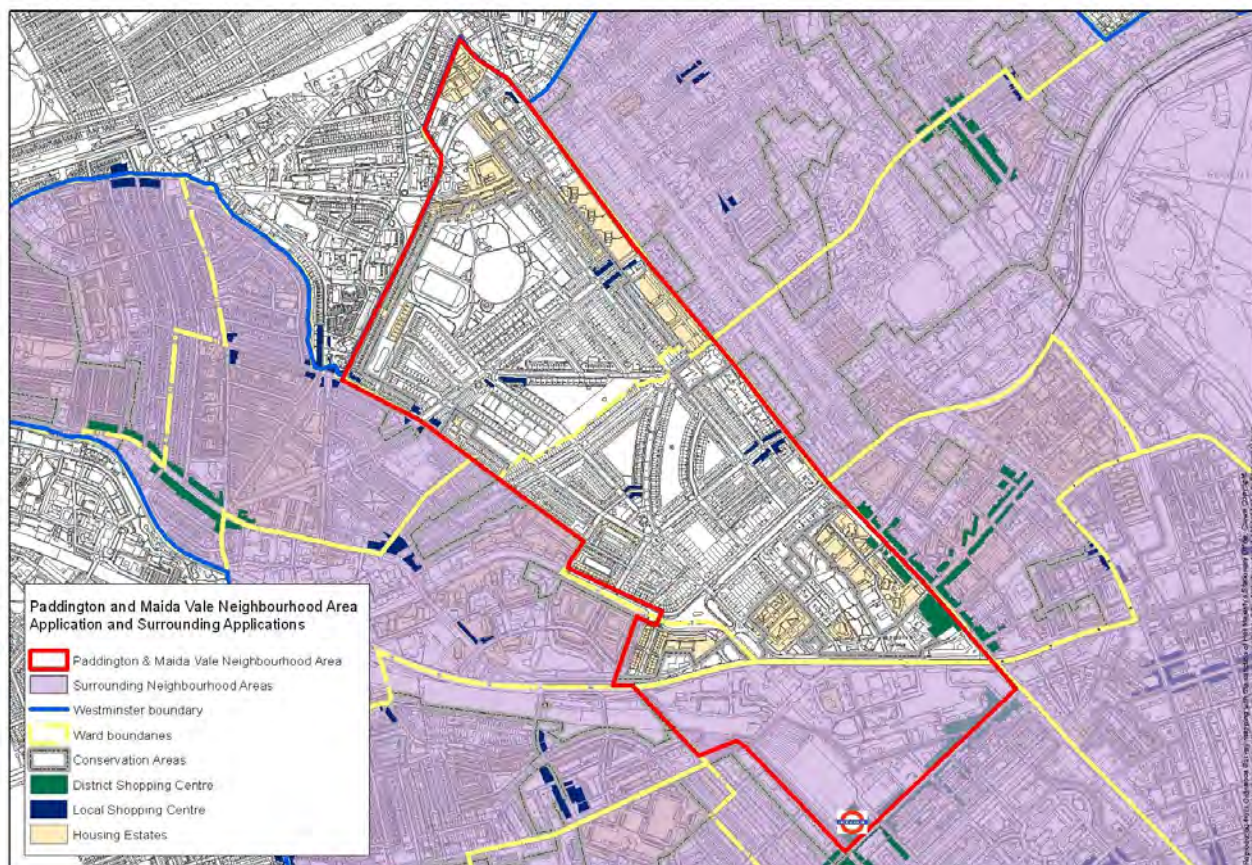 Paddington and Maida Vale Neighbourhood Area
Application and Surrounding Applications
Paddington & Maida Vale Neighbourhood Area
Surrounding Neighbourhood Areas
Westminster boundary
Ward boundaries
Conservation Areas
District Shopping Centre
Local Shopping Centre
Housing Estates